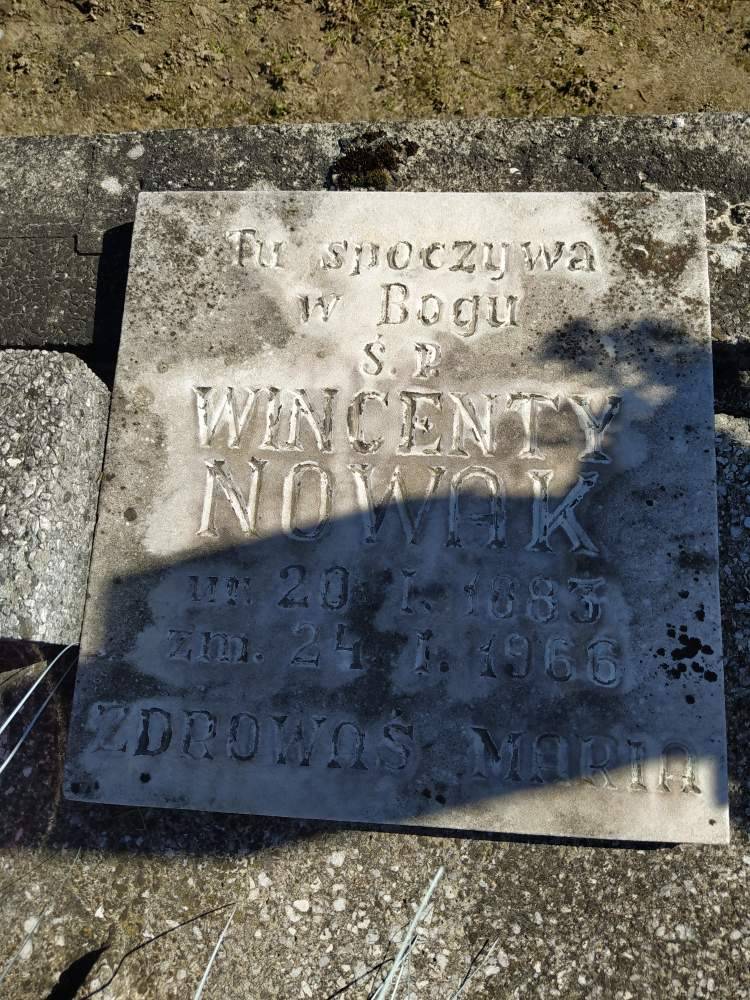 Tu spoczywa
w Bogu
Ś. P.
WINCENTY
NOWAK
ur. 20 I. 1883
zm. 24 I. 1966
ZDROWAŚ MARIA